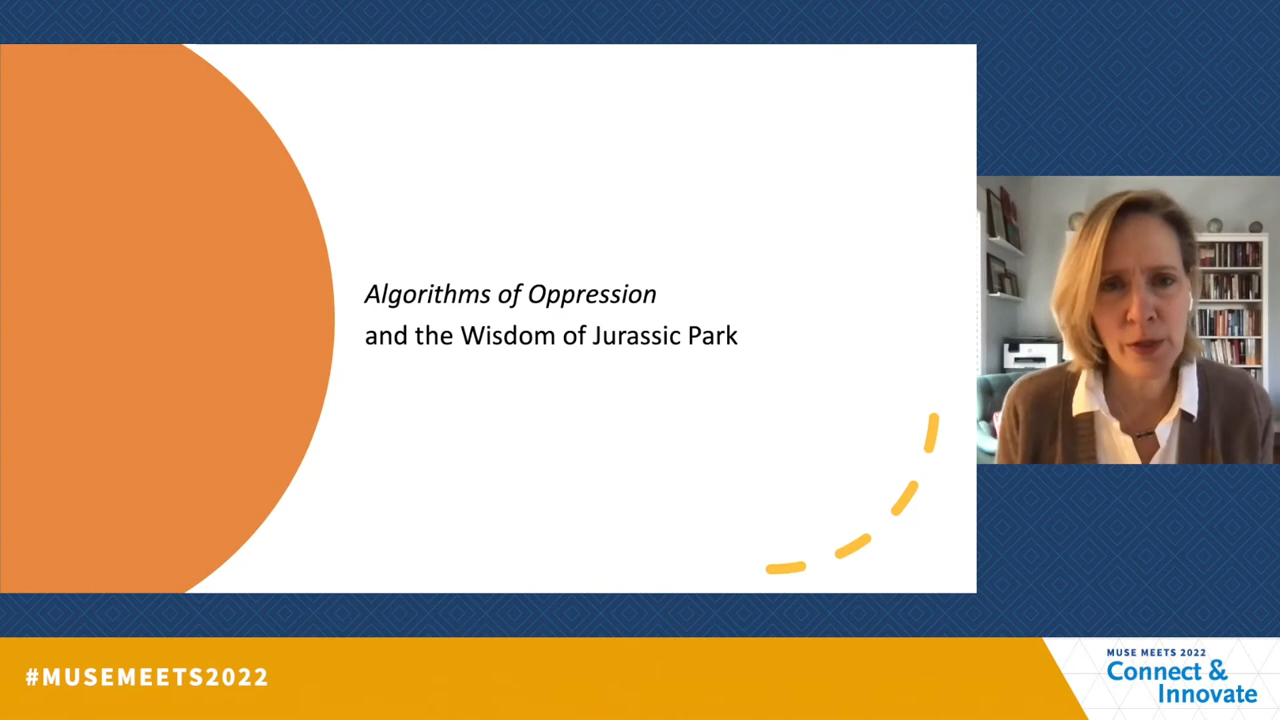 Algorithms of Oppression
and the Wisdom of Jurassic Park
#MUSEMEETS2022
MUSE MEETS 2022
Connect &
Innovate